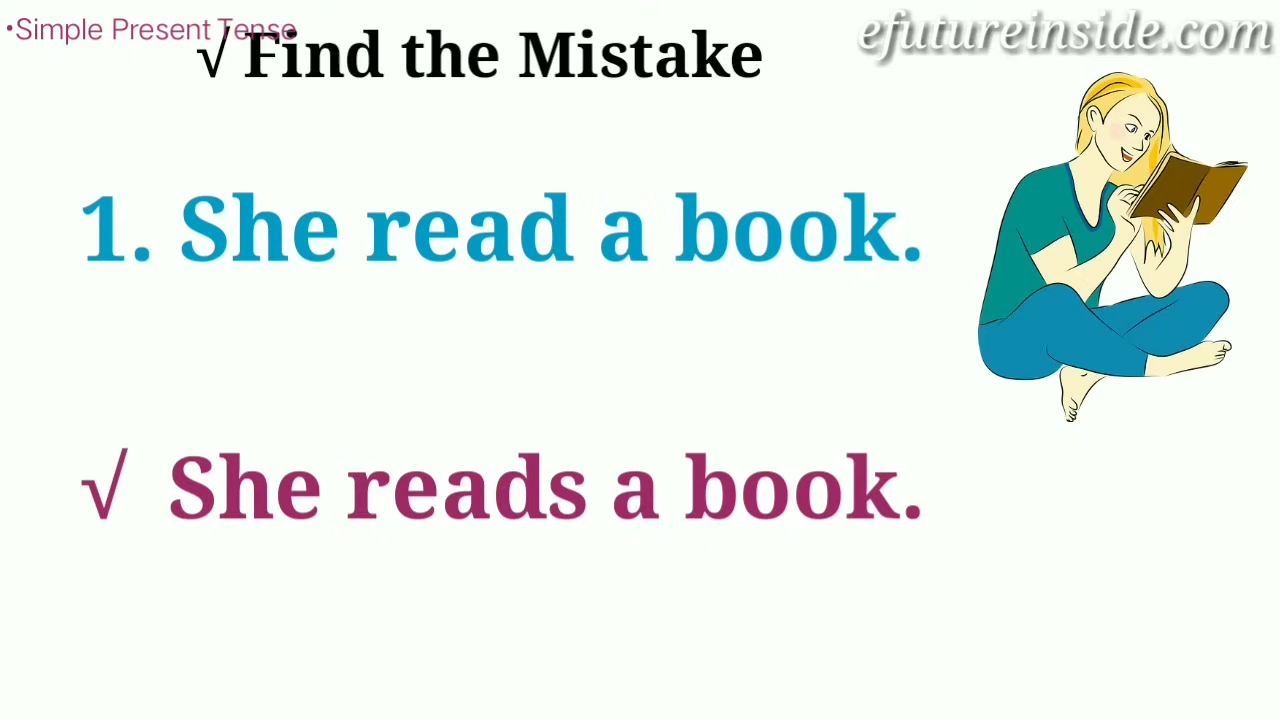 •Simple Present Tense
√ Find the Mistake
efutureinside.com
1. She read a book.
√ She reads a book.